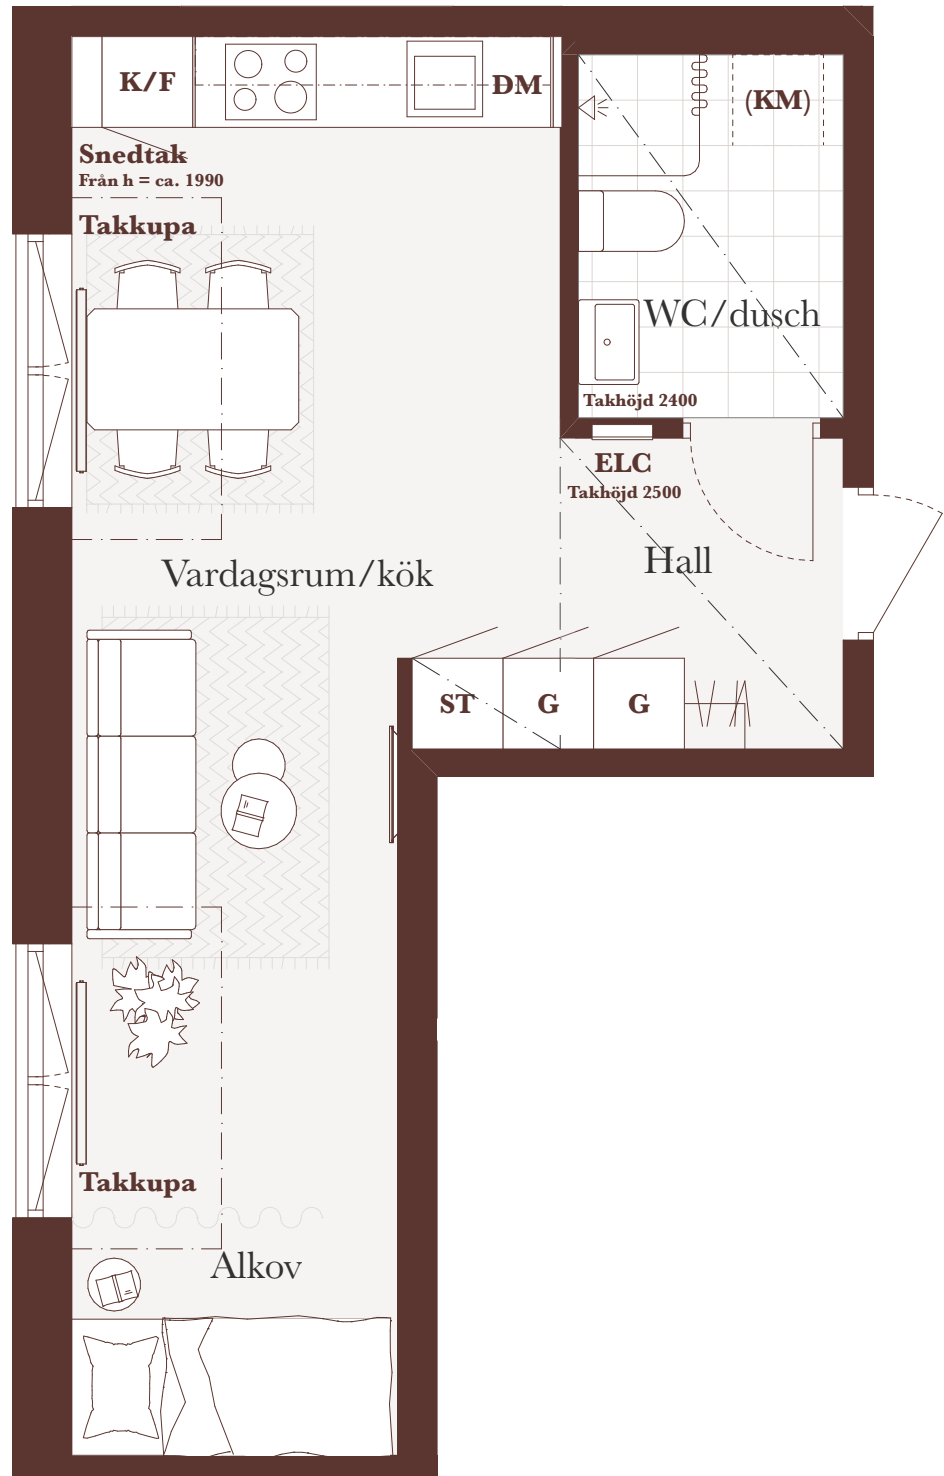 K/F
DM
(KM)
Snedtak
Från h = ca. 1990
Takkupa
WC/dusch
Takhöjd 2400
ELC
Takhöjd 2500
Hall
Vardagsrum/kök
ST
G
G
Takkupa
Alkov